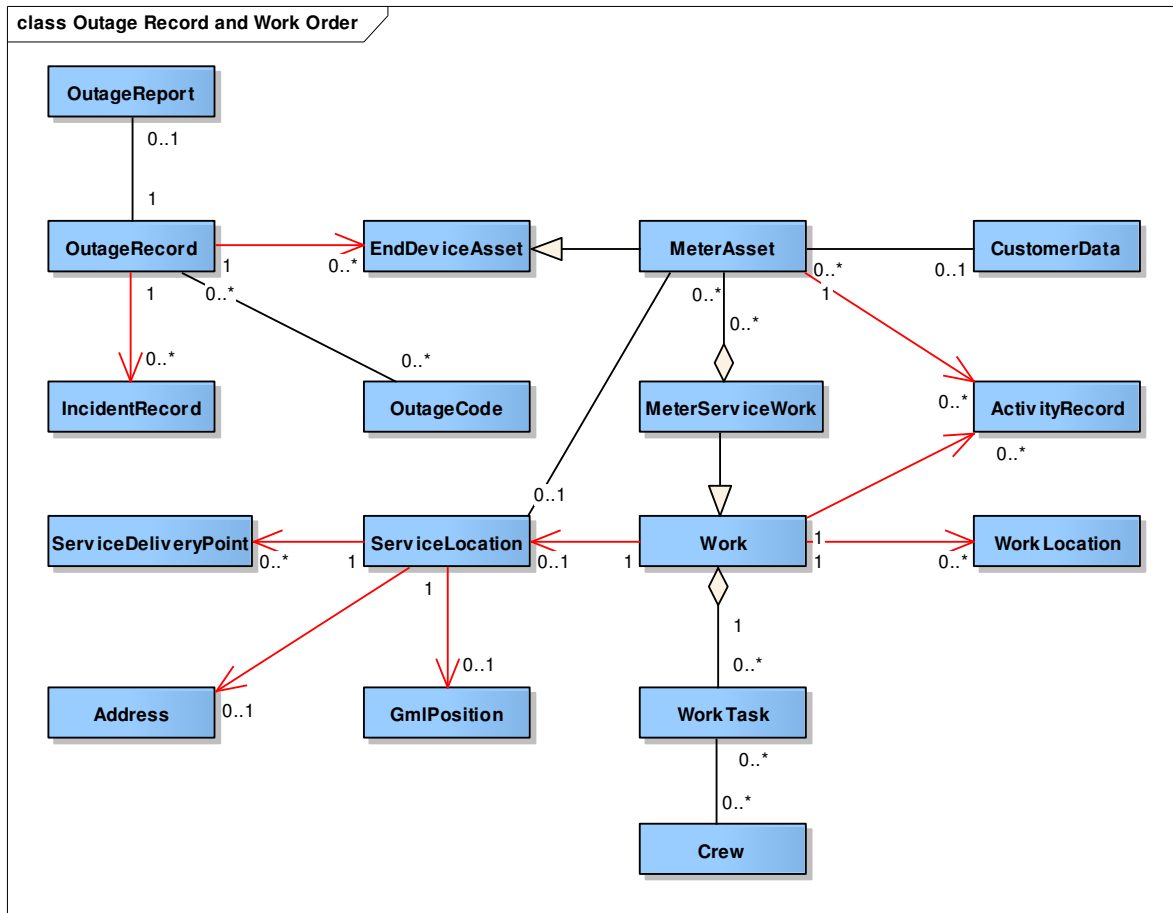 class Outage Record and Work Order
OutageReport
0..1
1
OutageRecord
1
0..*
EndDeviceAsset
MeterAsset
0..*
0..1
CustomerData
1
0..*
0..*
1
0..*
0..*
0..*
IncidentRecord
OutageCode
MeterServiceWork
0..*
ActivityRecord
0..*
0..1
ServiceDeliveryPoint
0..*
1
ServiceLocation
0..1
1
Work
1
1
0..*
WorkLocation
1
1
0..1
0..*
Address
0..1
GmlPosition
WorkTask
0..*
0..*
Crew